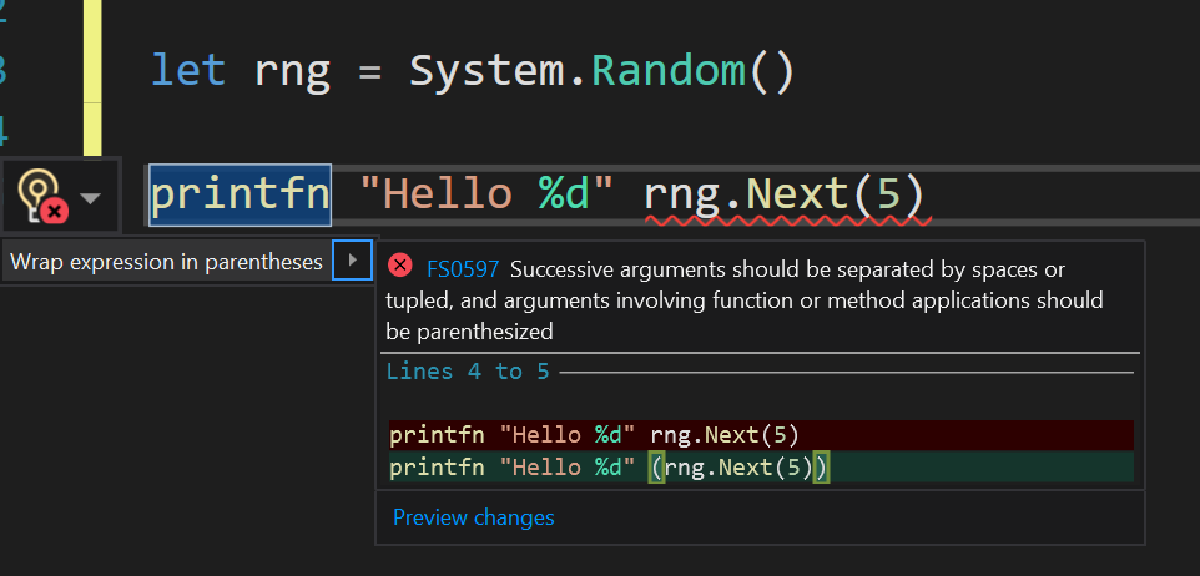 3 let rng = System.Random()
4
printfn "Hello %d" rng.Next(5)
Wrap expression in parentheses
FS0597 Successive arguments should be separated by spaces or
tupled, and arguments involving function or method applications should
be parenthesized
Lines 4 to 5
printfn "Hello %d" rng.Next(5)
printfn "Hello %d" (rng.Next(5))
Preview changes